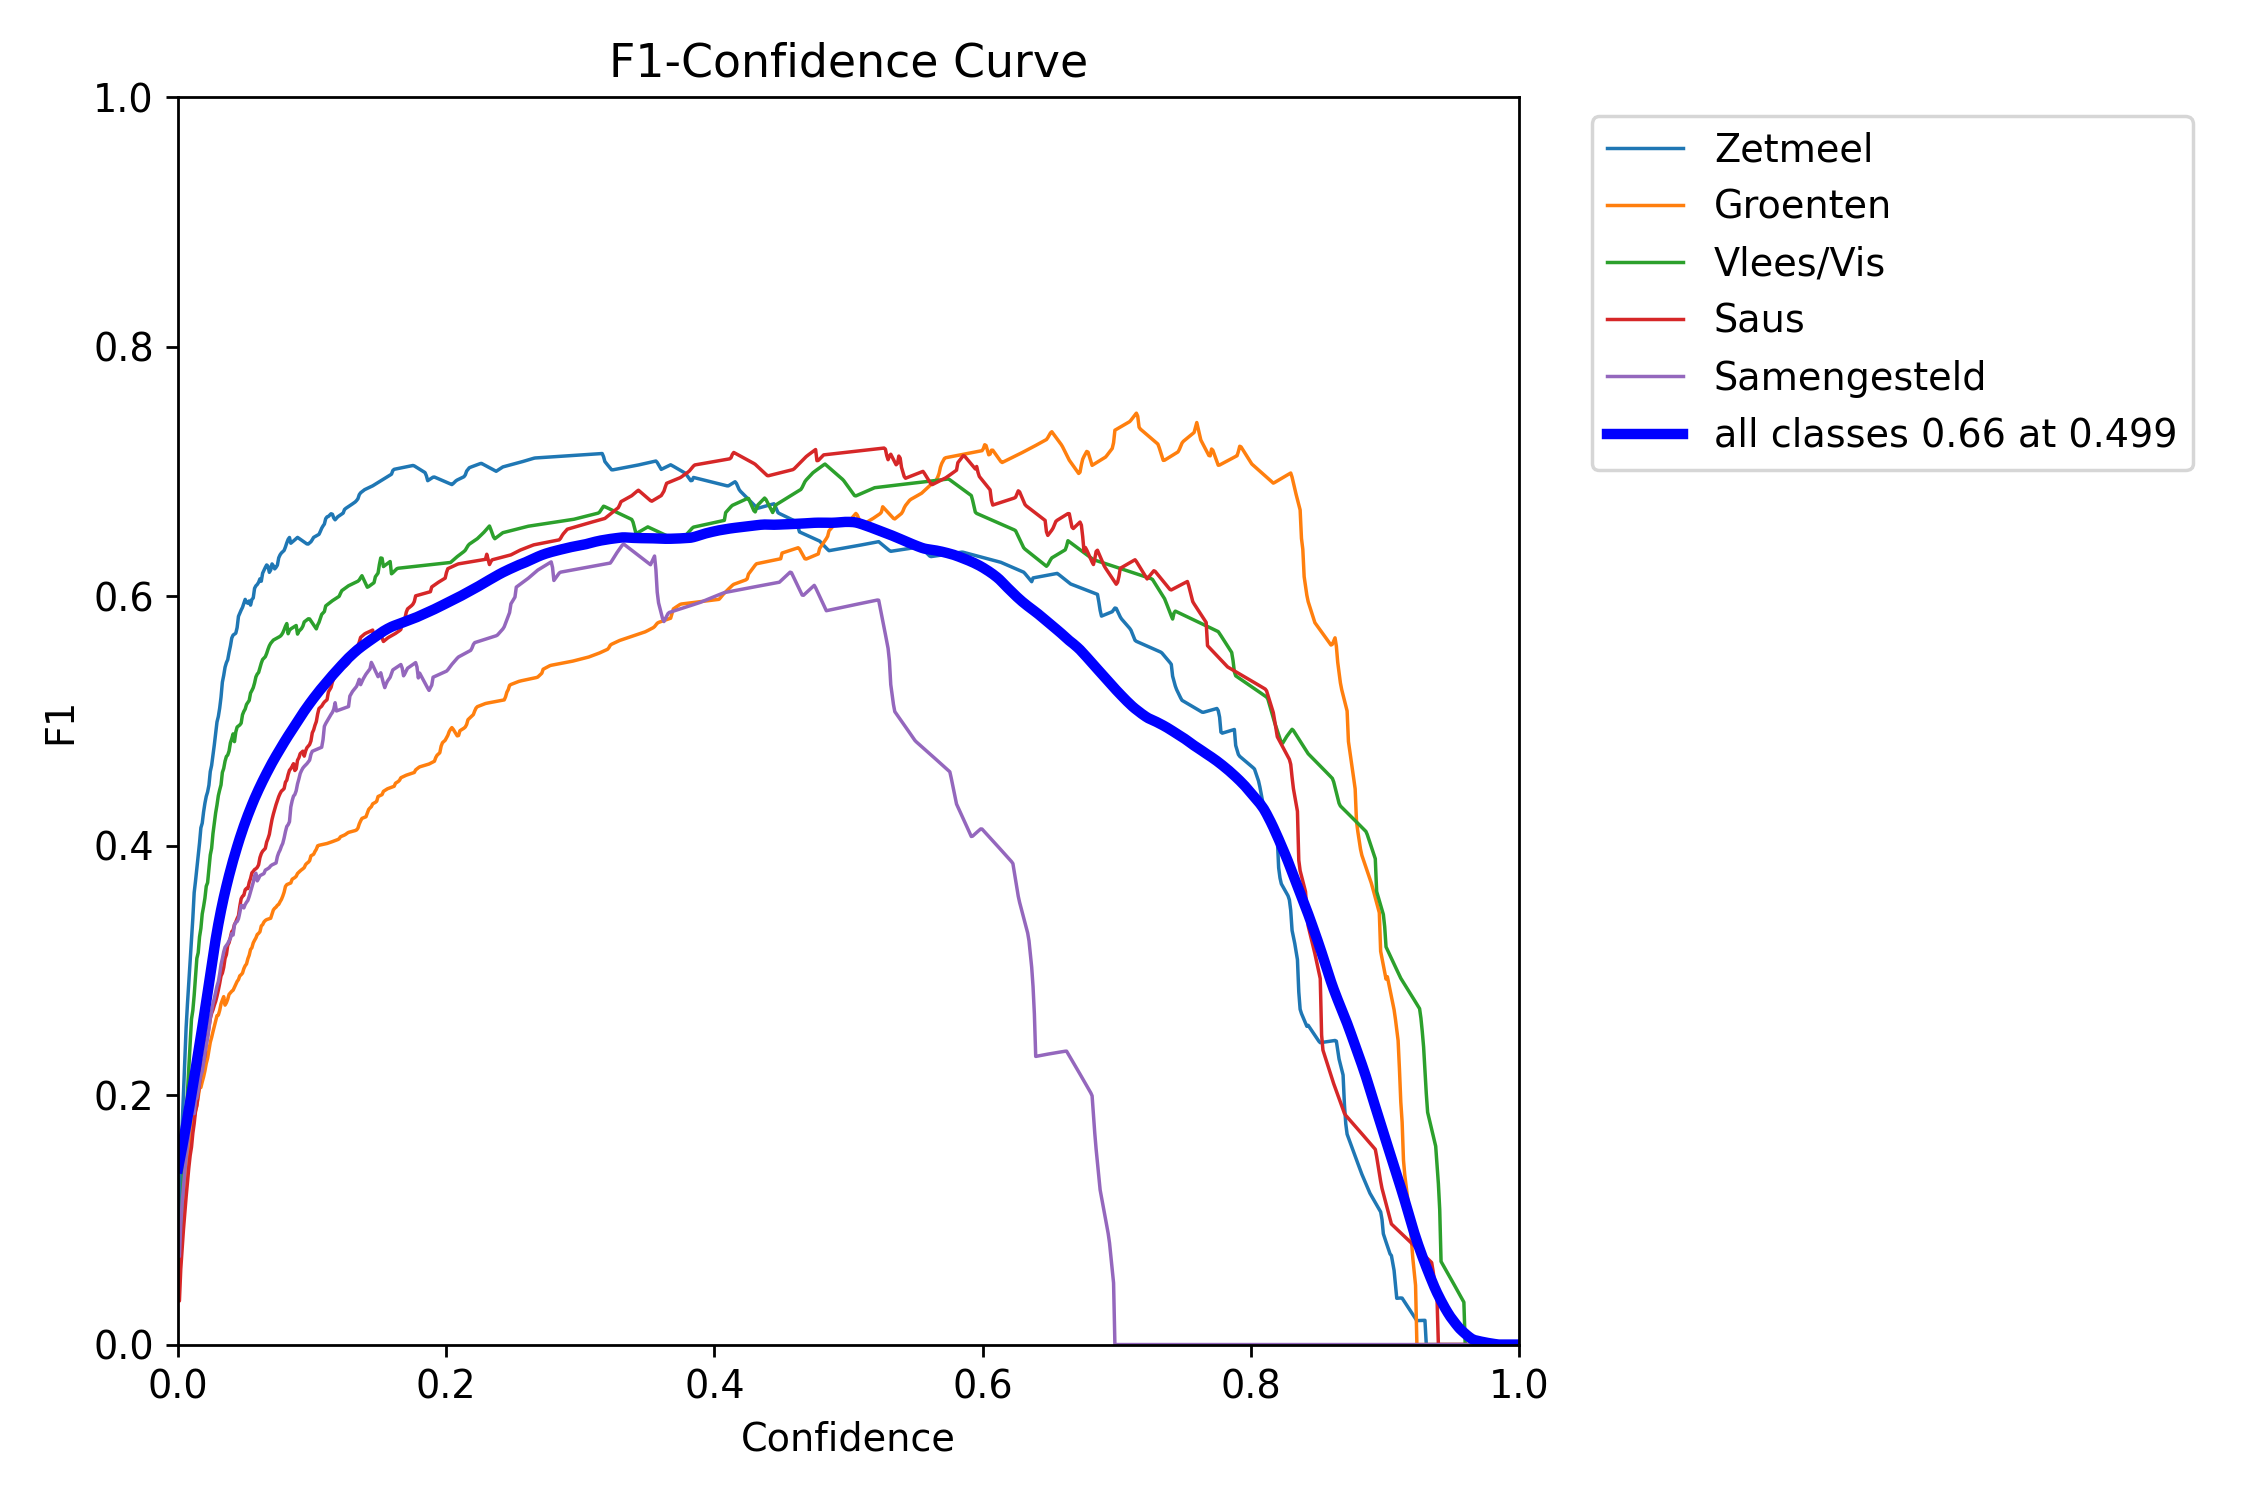 F1-Confidence Curve
1.0
0.8
0.6
0.4
0.2
0.0
F1
0.0 0.2 0.4 0.6 0.8 1.0
Confidence
Zetmeel
Groenten
Vlees/Vis
Saus
Samengesteld
all classes 0.66 at 0.499